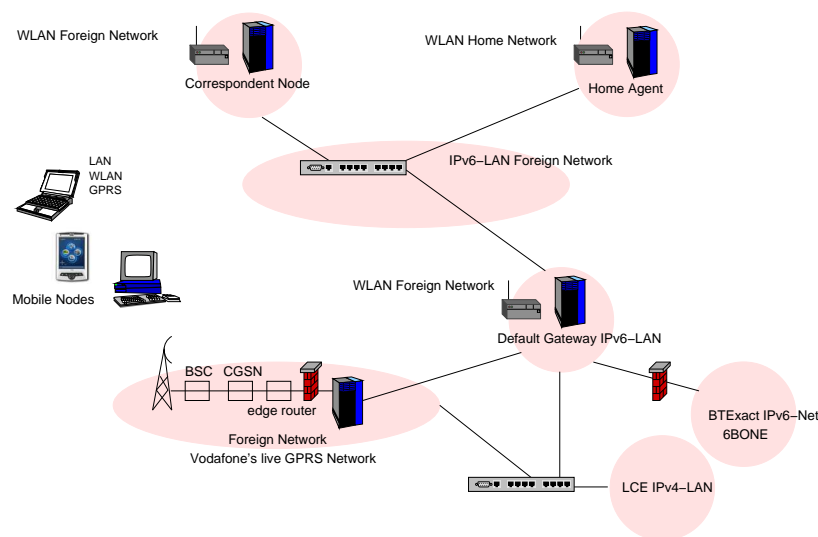 WLAN Foreign Network
Correspondent Node
WLAN Home Network
Home Agent
IPv6−LAN Foreign Network
LAN
WLAN
GPRS
Mobile Nodes
WLAN Foreign Network
Default Gateway IPv6−LAN
BSC
CGSN
edge router
Foreign Network
Vodafone's live GPRS Network
BTExact IPv6−Net
6BONE
LCE IPv4−LAN